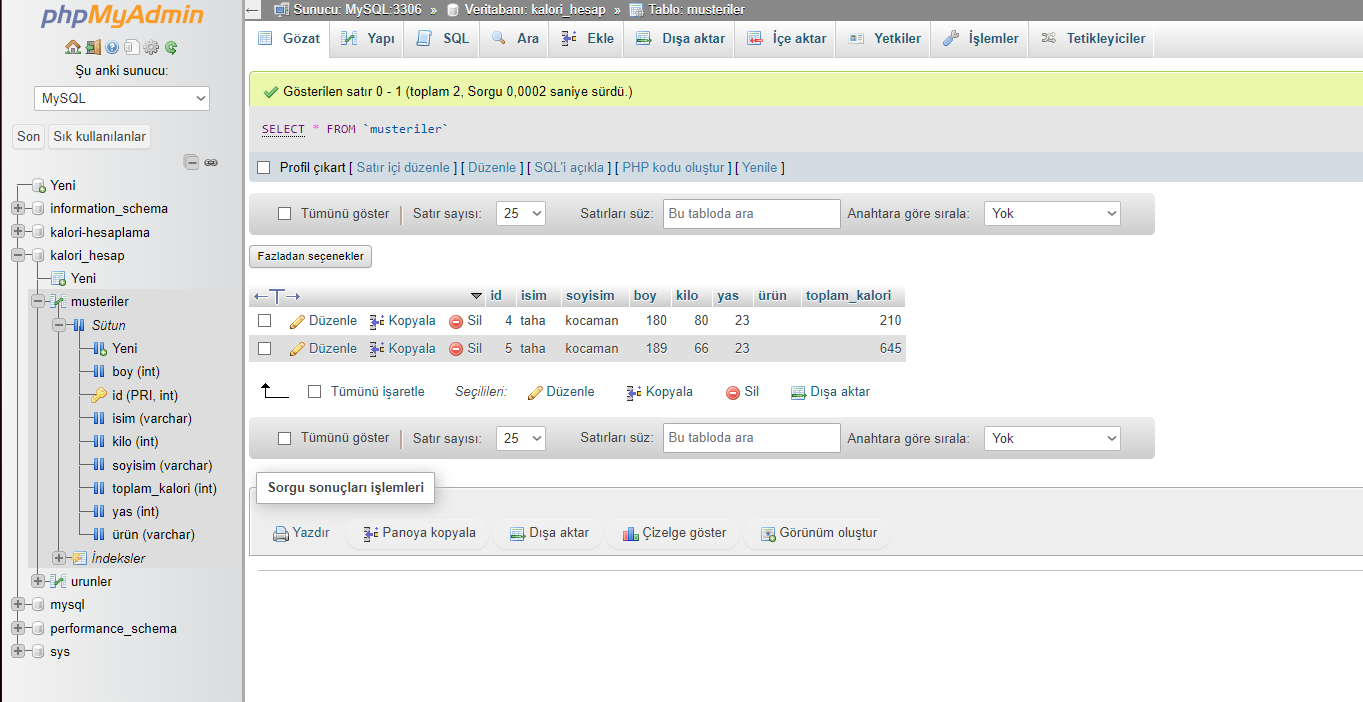 phpMyAdmin
Şu anki sunucu:
MySQL
Son Sık kullanılanlar
Yeni
information_schema
kalori-hesaplama
kalori_hesap
Yeni
musteriler
Sütun
Yeni
boy (int)
id (PRI, int)
isim (varchar)
kilo (int)
soyisim (varchar)
toplam_kalori (int)
yas (int)
ürün (varchar)
İndeksler
urunler
mysql
performance_schema
sys
Sunucu: MySQL:3306 » Veritabanı: kalori_hesap » Tablo: musteriler
Gözat Yapı SQL Ara Ekle Dışa aktar İçe aktar Yetkiler İşlemler Tetikleyiciler
Gösterilen satır 0 - 1 (toplam 2, Sorgu 0,0002 saniye sürdü.)
SELECT * FROM `musteriler`
Profil çıkart [ Satır içi düzenle ] [ Düzenle ] [ SQL'i açıkla ] [ PHP kodu oluştur ] [ Yenile ]
Tümünü göster Satır sayısı: 25 Satırları süz: Bu tabloda ara Anahtara göre sırala: Yok
Fazladan seçenekler
id isim soyisim boy kilo yas ürün toplam_kalori
Düzenle Kopyala Sil 4 taha kocaman 180 80 23 210
Düzenle Kopyala Sil 5 taha kocaman 189 66 23 645
Tümünü işaretle Seçilileri: Düzenle Kopyala Sil Dışa aktar
Tümünü göster Satır sayısı: 25 Satırları süz: Bu tabloda ara Anahtara göre sırala: Yok
Sorgu sonuçları işlemleri
Yazdır Panoya kopyala Dışa aktar Çizelge göster Görünüm oluştur